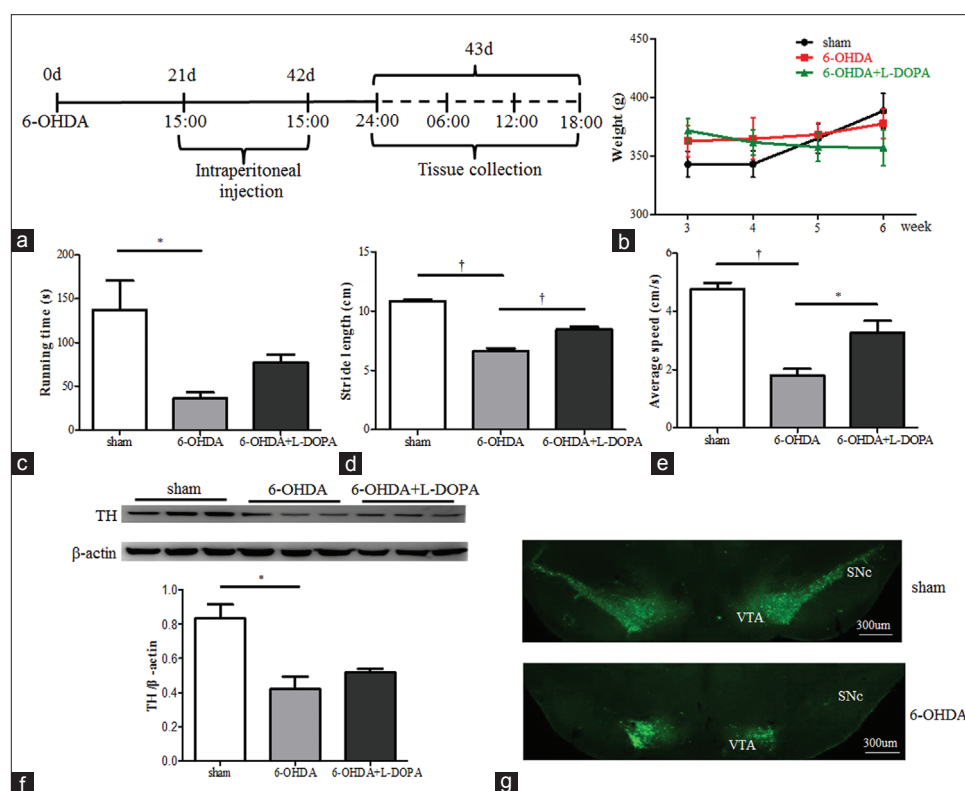 0d
21d
42d
43d
6-OHDA
15:00
15:00
24:00
06:00
12:00
18:00
Intraperitoneal
injection
Tissue collection
a
450
400
350
300
Weight (g)
sham
6-OHDA
6-OHDA+L-DOPA
3
4
5
6
week
b
200
150
100
50
0
Running time (s)
*
sham
6-OHDA
6-OHDA+L-DOPA
c
15
10
5
0
Stride length (cm)
†
†
sham
6-OHDA
6-OHDA+L-DOPA
d
6
4
2
0
Average speed (cm/s)
†
*
sham
6-OHDA
6-OHDA+L-DOPA
e
sham
6-OHDA
6-OHDA+L-DOPA
TH
β-actin
1.0
0.8
0.6
0.4
0.2
0.0
TH/β-actin
*
sham
6-OHDA
6-OHDA+L-DOPA
f
SNc
VTA
300um
sham
SNc
VTA
300um
6-OHDA
g